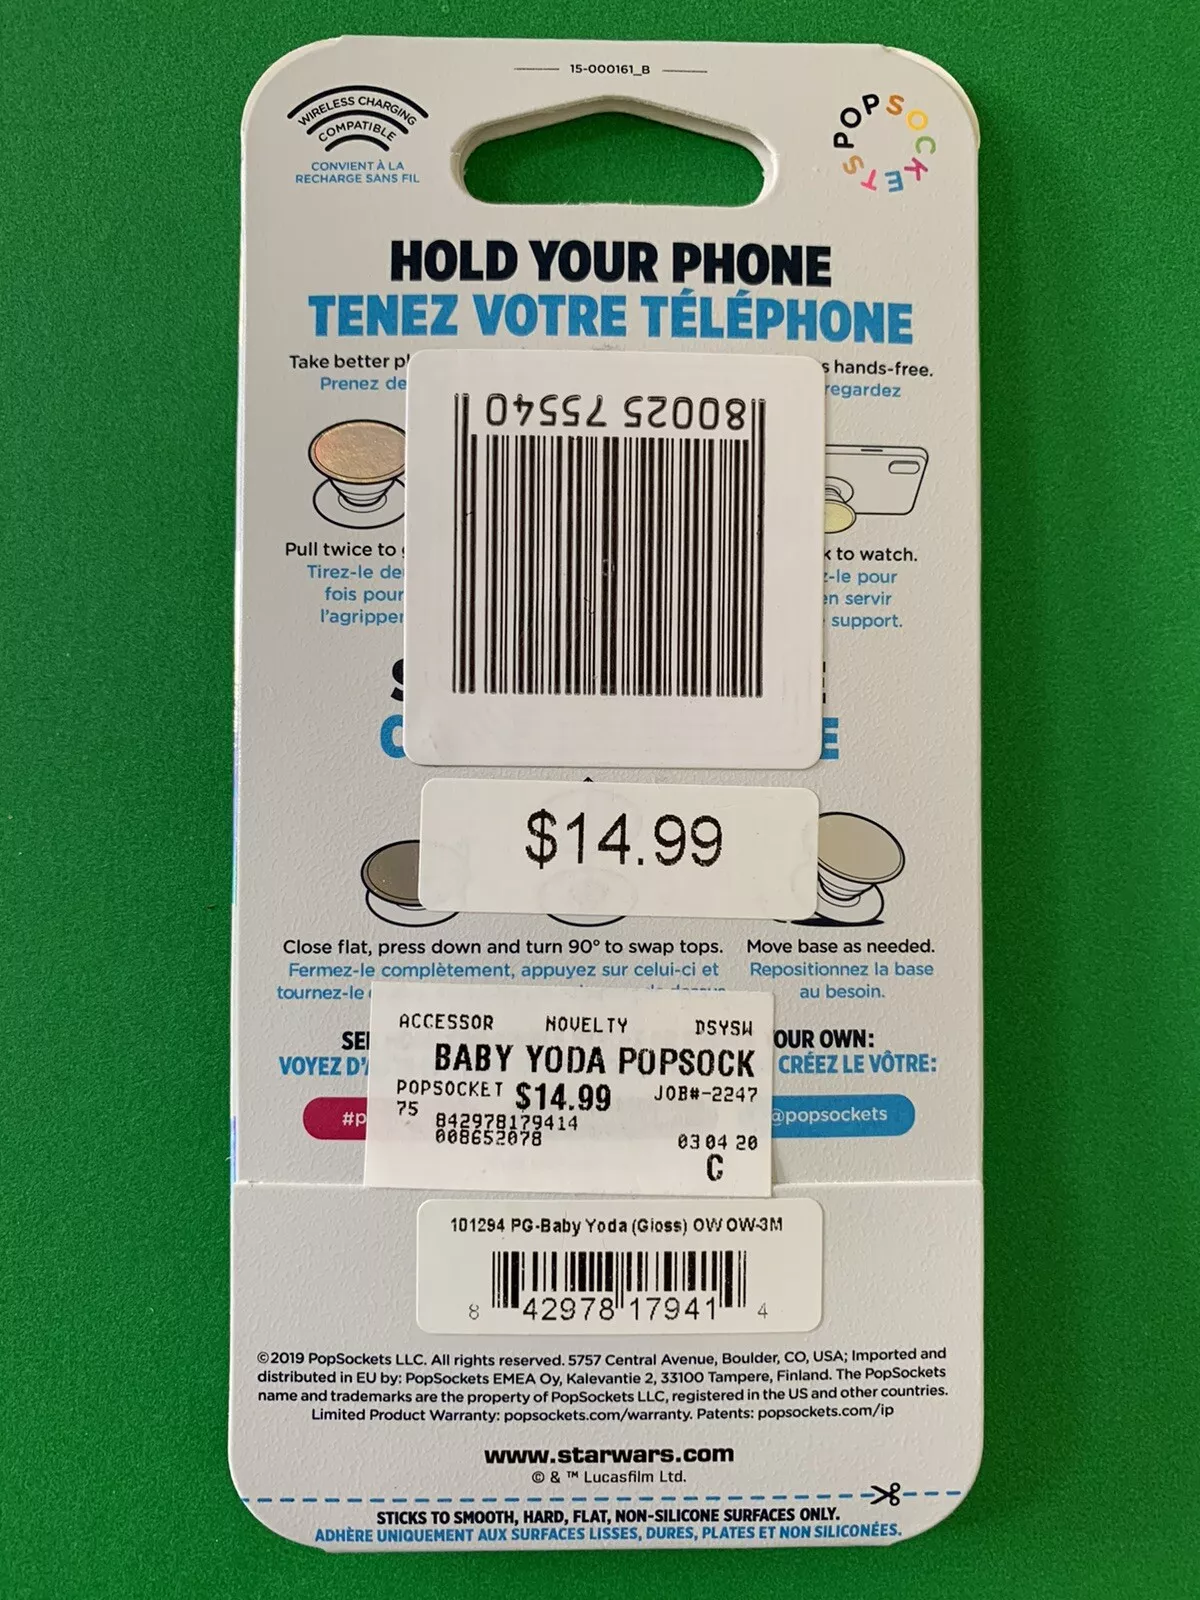 15-000161_B
WIRELESS CHARGING
COMPATIBLE
CONVIENT À LA
RECHARGE SANS FIL
POPSOCKETS
HOLD YOUR PHONE
TENEZ VOTRE TÉLÉPHONE
Take better
Prenez de
s hands-free.
regardez
80025 75540
Pull twice to
Tirez-le
fois pour
l'agripper
to watch.
-le pour
en servir
support.
E
$14.99
Close flat, press down and turn 90° to swap tops.
Fermez-le complètement, appuyez sur celui-ci et
tournez-le
Move base as needed.
Repositionnez la base
au besoin.
VOYEZ D'
OUR OWN:
CRÉEZ LE VÔTRE:
#p
@popsockets
ACCESSOR NOVELTY DSYSW
BABY YODA POPSOCK
POPSOCKET $14.99 JOB#-2247
75 842978179414
008652078 03 04 20
C
101294 PG-Baby Yoda (Gloss) OW OW-3M
8 42978 17941 4
©2019 PopSockets LLC. All rights reserved. 5757 Central Avenue, Boulder, CO, USA; Imported and
distributed in EU by: PopSockets EMEA Oy, Kalevantie 2, 33100 Tampere, Finland. The PopSockets
name and trademarks are the property of PopSockets LLC, registered in the US and other countries.
Limited Product Warranty: popsockets.com/warranty. Patents: popsockets.com/ip
www.starwars.com
© & ™ Lucasfilm Ltd.
STICKS TO SMOOTH, HARD, FLAT, NON-SILICONE SURFACES ONLY.
ADHÈRE UNIQUEMENT AUX SURFACES LISSES, DURES, PLATES ET NON SILICONÉES.